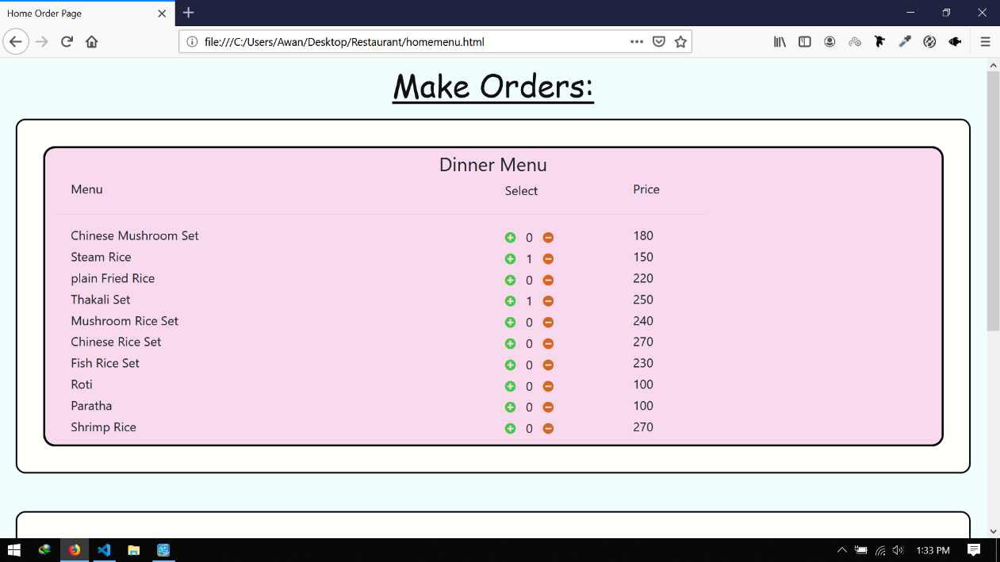 Home Order Page
file:///C:/Users/Awan/Desktop/Restaurant/homemenu.html
Make Orders:
Dinner Menu
Menu Select Price
Chinese Mushroom Set 0 180
Steam Rice 1 150
plain Fried Rice 0 220
Thakali Set 1 250
Mushroom Rice Set 0 240
Chinese Rice Set 0 270
Fish Rice Set 0 230
Roti 0 100
Paratha 0 100
Shrimp Rice 0 270
1:33 PM